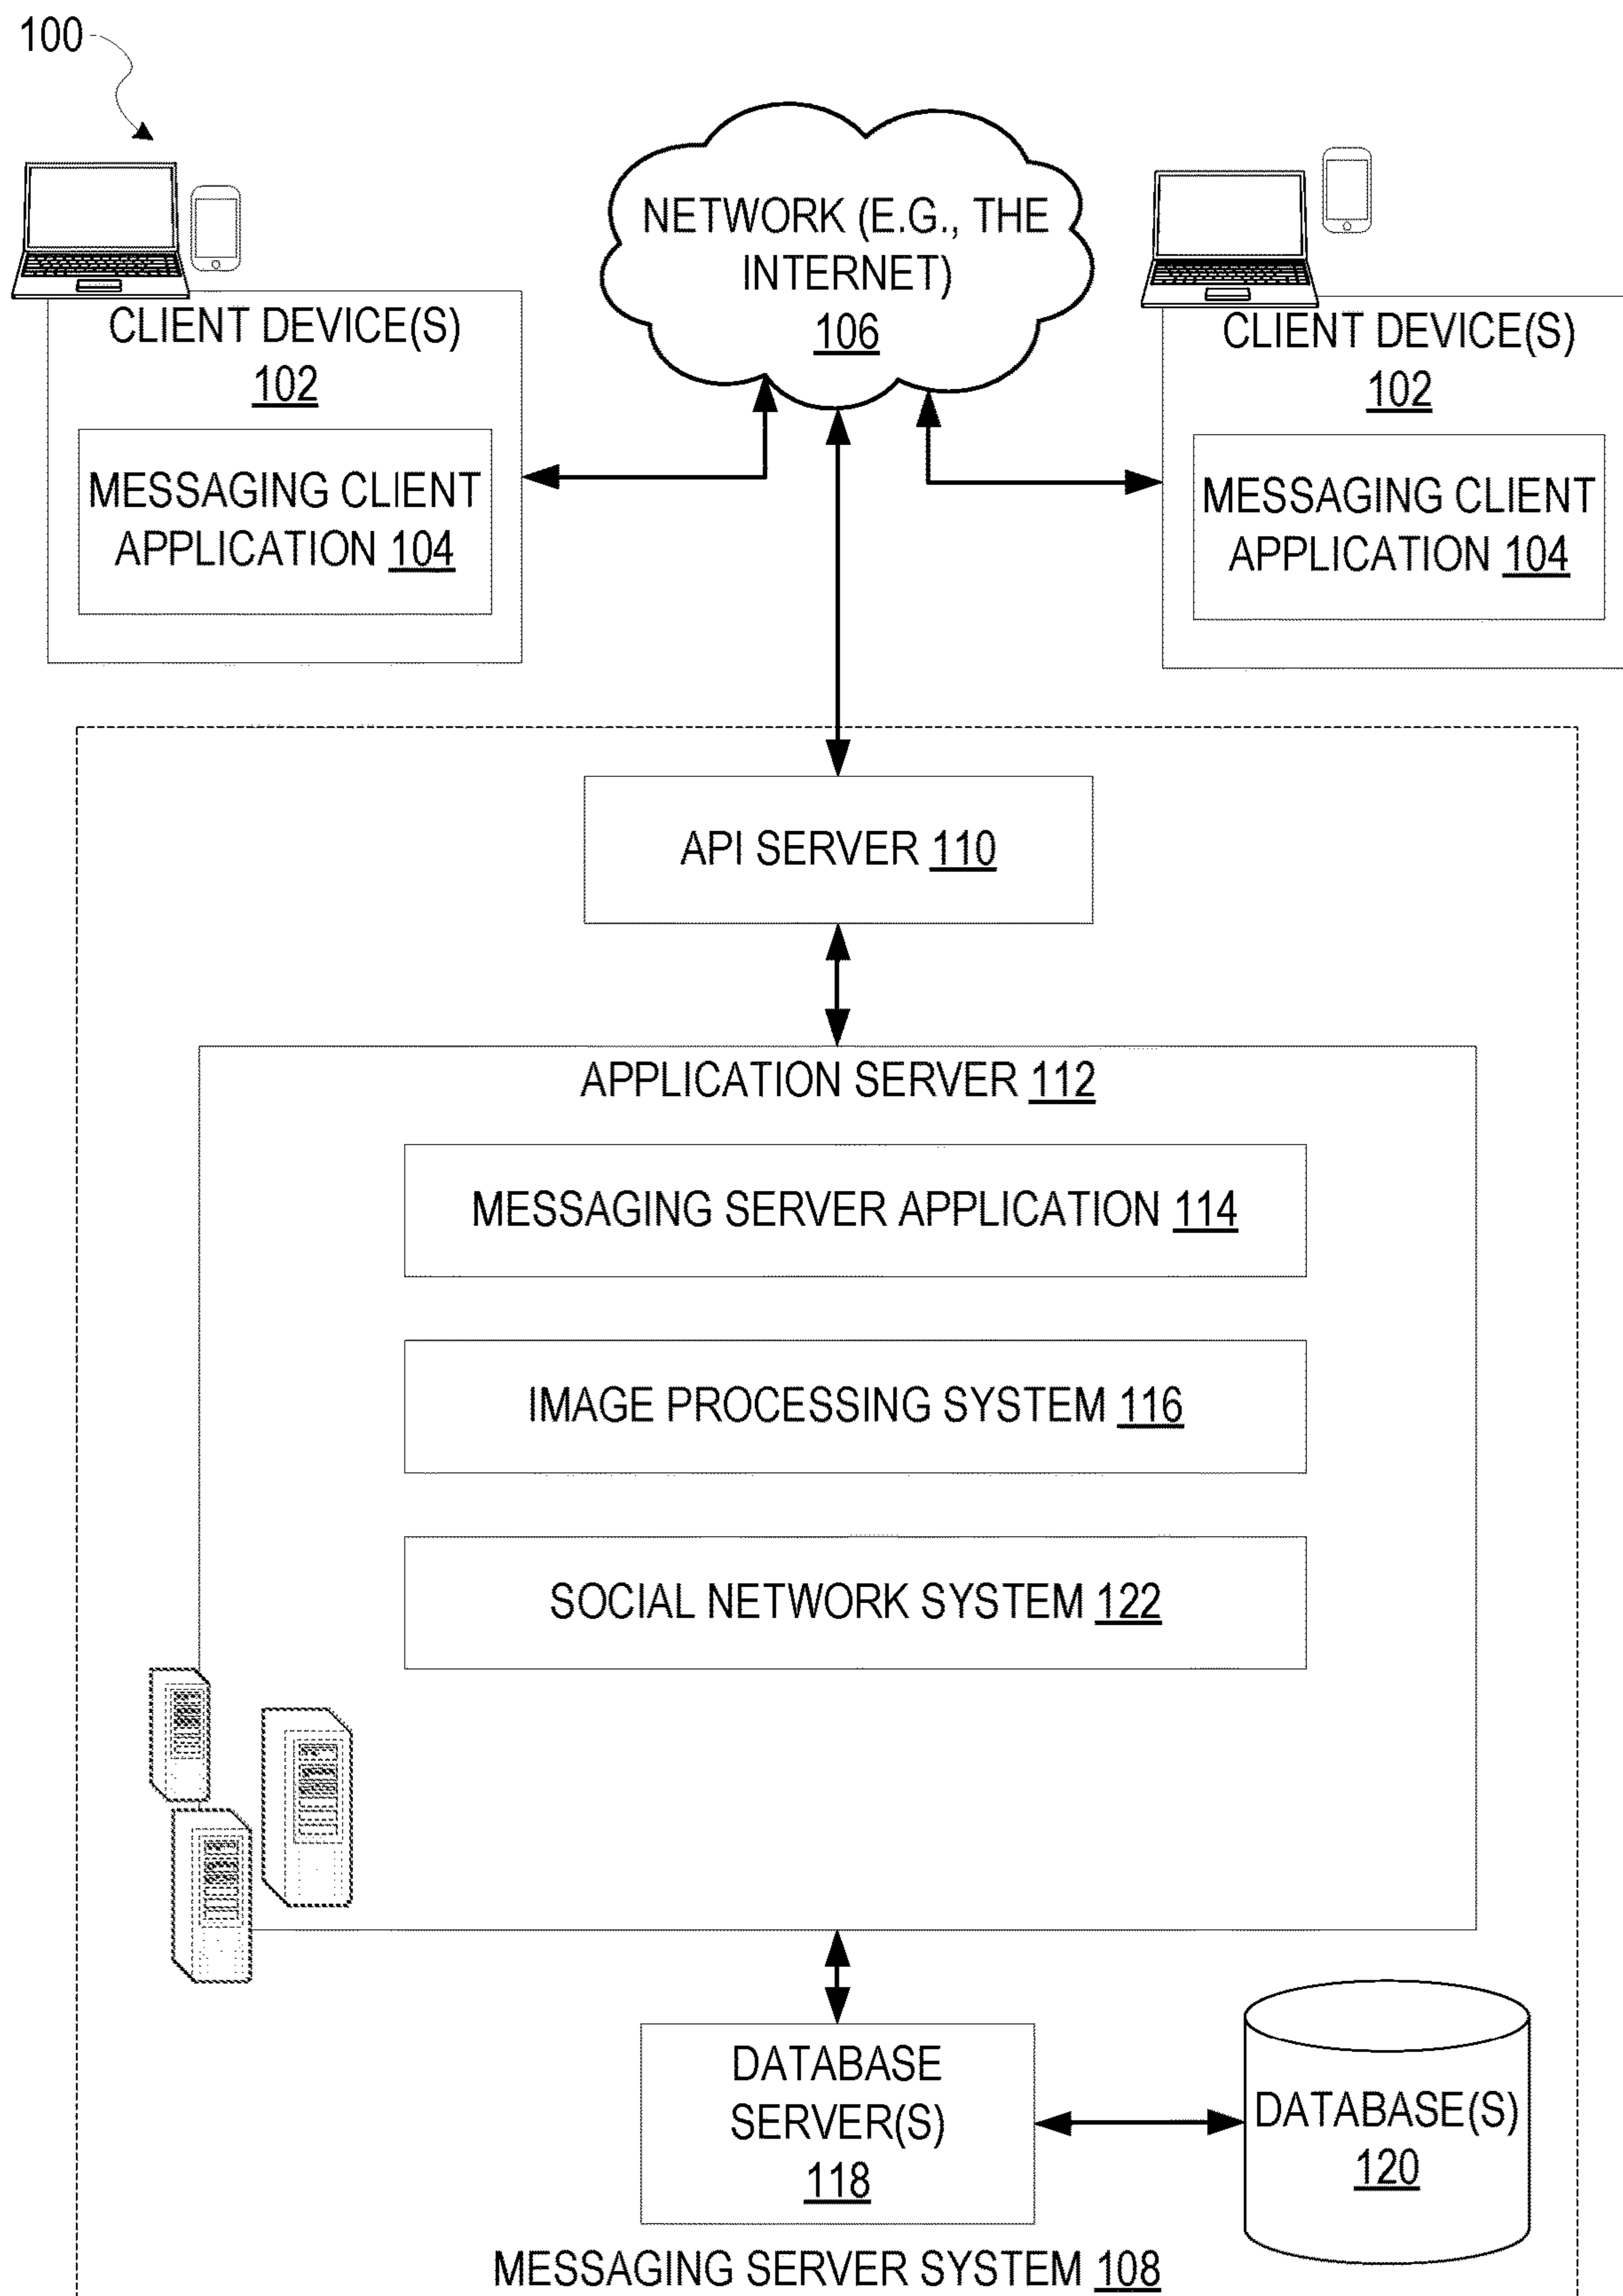 100
NETWORK (E.G., THE
INTERNET)
106
CLIENT DEVICE(S)
102
MESSAGING CLIENT
APPLICATION 104
CLIENT DEVICE(S)
102
MESSAGING CLIENT
APPLICATION 104
API SERVER 110
APPLICATION SERVER 112
MESSAGING SERVER APPLICATION 114
IMAGE PROCESSING SYSTEM 116
SOCIAL NETWORK SYSTEM 122
DATABASE
SERVER(S)
118
DATABASE(S)
120
MESSAGING SERVER SYSTEM 108